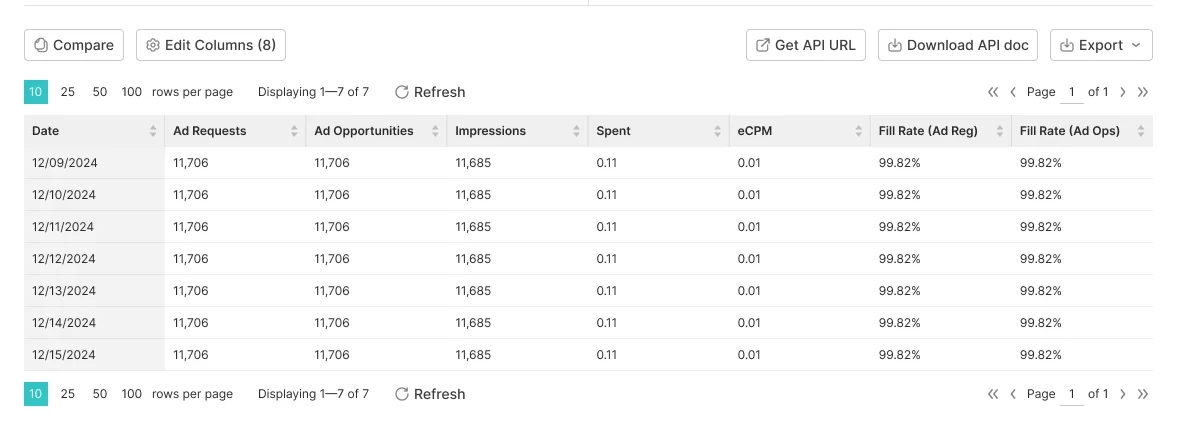 Compare Edit Columns (8) Get API URL Download API doc Export
10 25 50 100 rows per page Displaying 1—7 of 7 Refresh Page 1 of 1
Date Ad Requests Ad Opportunities Impressions Spent eCPM Fill Rate (Ad Reg) Fill Rate (Ad Ops)
12/09/2024 11,706 11,706 11,685 0.11 0.01 99.82% 99.82%
12/10/2024 11,706 11,706 11,685 0.11 0.01 99.82% 99.82%
12/11/2024 11,706 11,706 11,685 0.11 0.01 99.82% 99.82%
12/12/2024 11,706 11,706 11,685 0.11 0.01 99.82% 99.82%
12/13/2024 11,706 11,706 11,685 0.11 0.01 99.82% 99.82%
12/14/2024 11,706 11,706 11,685 0.11 0.01 99.82% 99.82%
12/15/2024 11,706 11,706 11,685 0.11 0.01 99.82% 99.82%
10 25 50 100 rows per page Displaying 1—7 of 7 Refresh Page 1 of 1